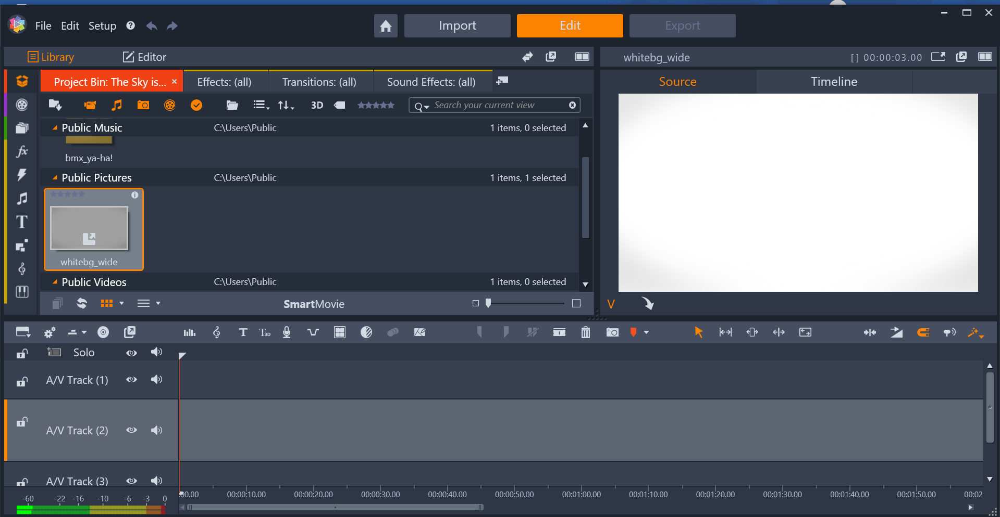 File Edit Setup ? Import Edit Export
Library Editor
whitebg_wide [] 00:00:03.00
Project Bin: The Sky is... × Effects: (all) Transitions: (all) Sound Effects: (all)
Source Timeline
3D Search your current view
Public Music C:\Users\Public 1 items, 0 selected
bmx_ya-ha!
Public Pictures C:\Users\Public 1 items, 1 selected
whitebg_wide
Public Videos C:\Users\Public 1 items, 0 selected
SmartMovie
V
T T3D
Solo
A/V Track (1)
A/V Track (2)
A/V Track (3)
:00.00 00:00:10.00 00:00:20.00 00:00:30.00 00:00:40.00 00:00:50.00 00:01:00.00 00:01:10.00 00:01:20.00 00:01:30.00 00:01:40.00 00:01:50.00 00:02
-60 -22 -16 -10 -6 -3 0